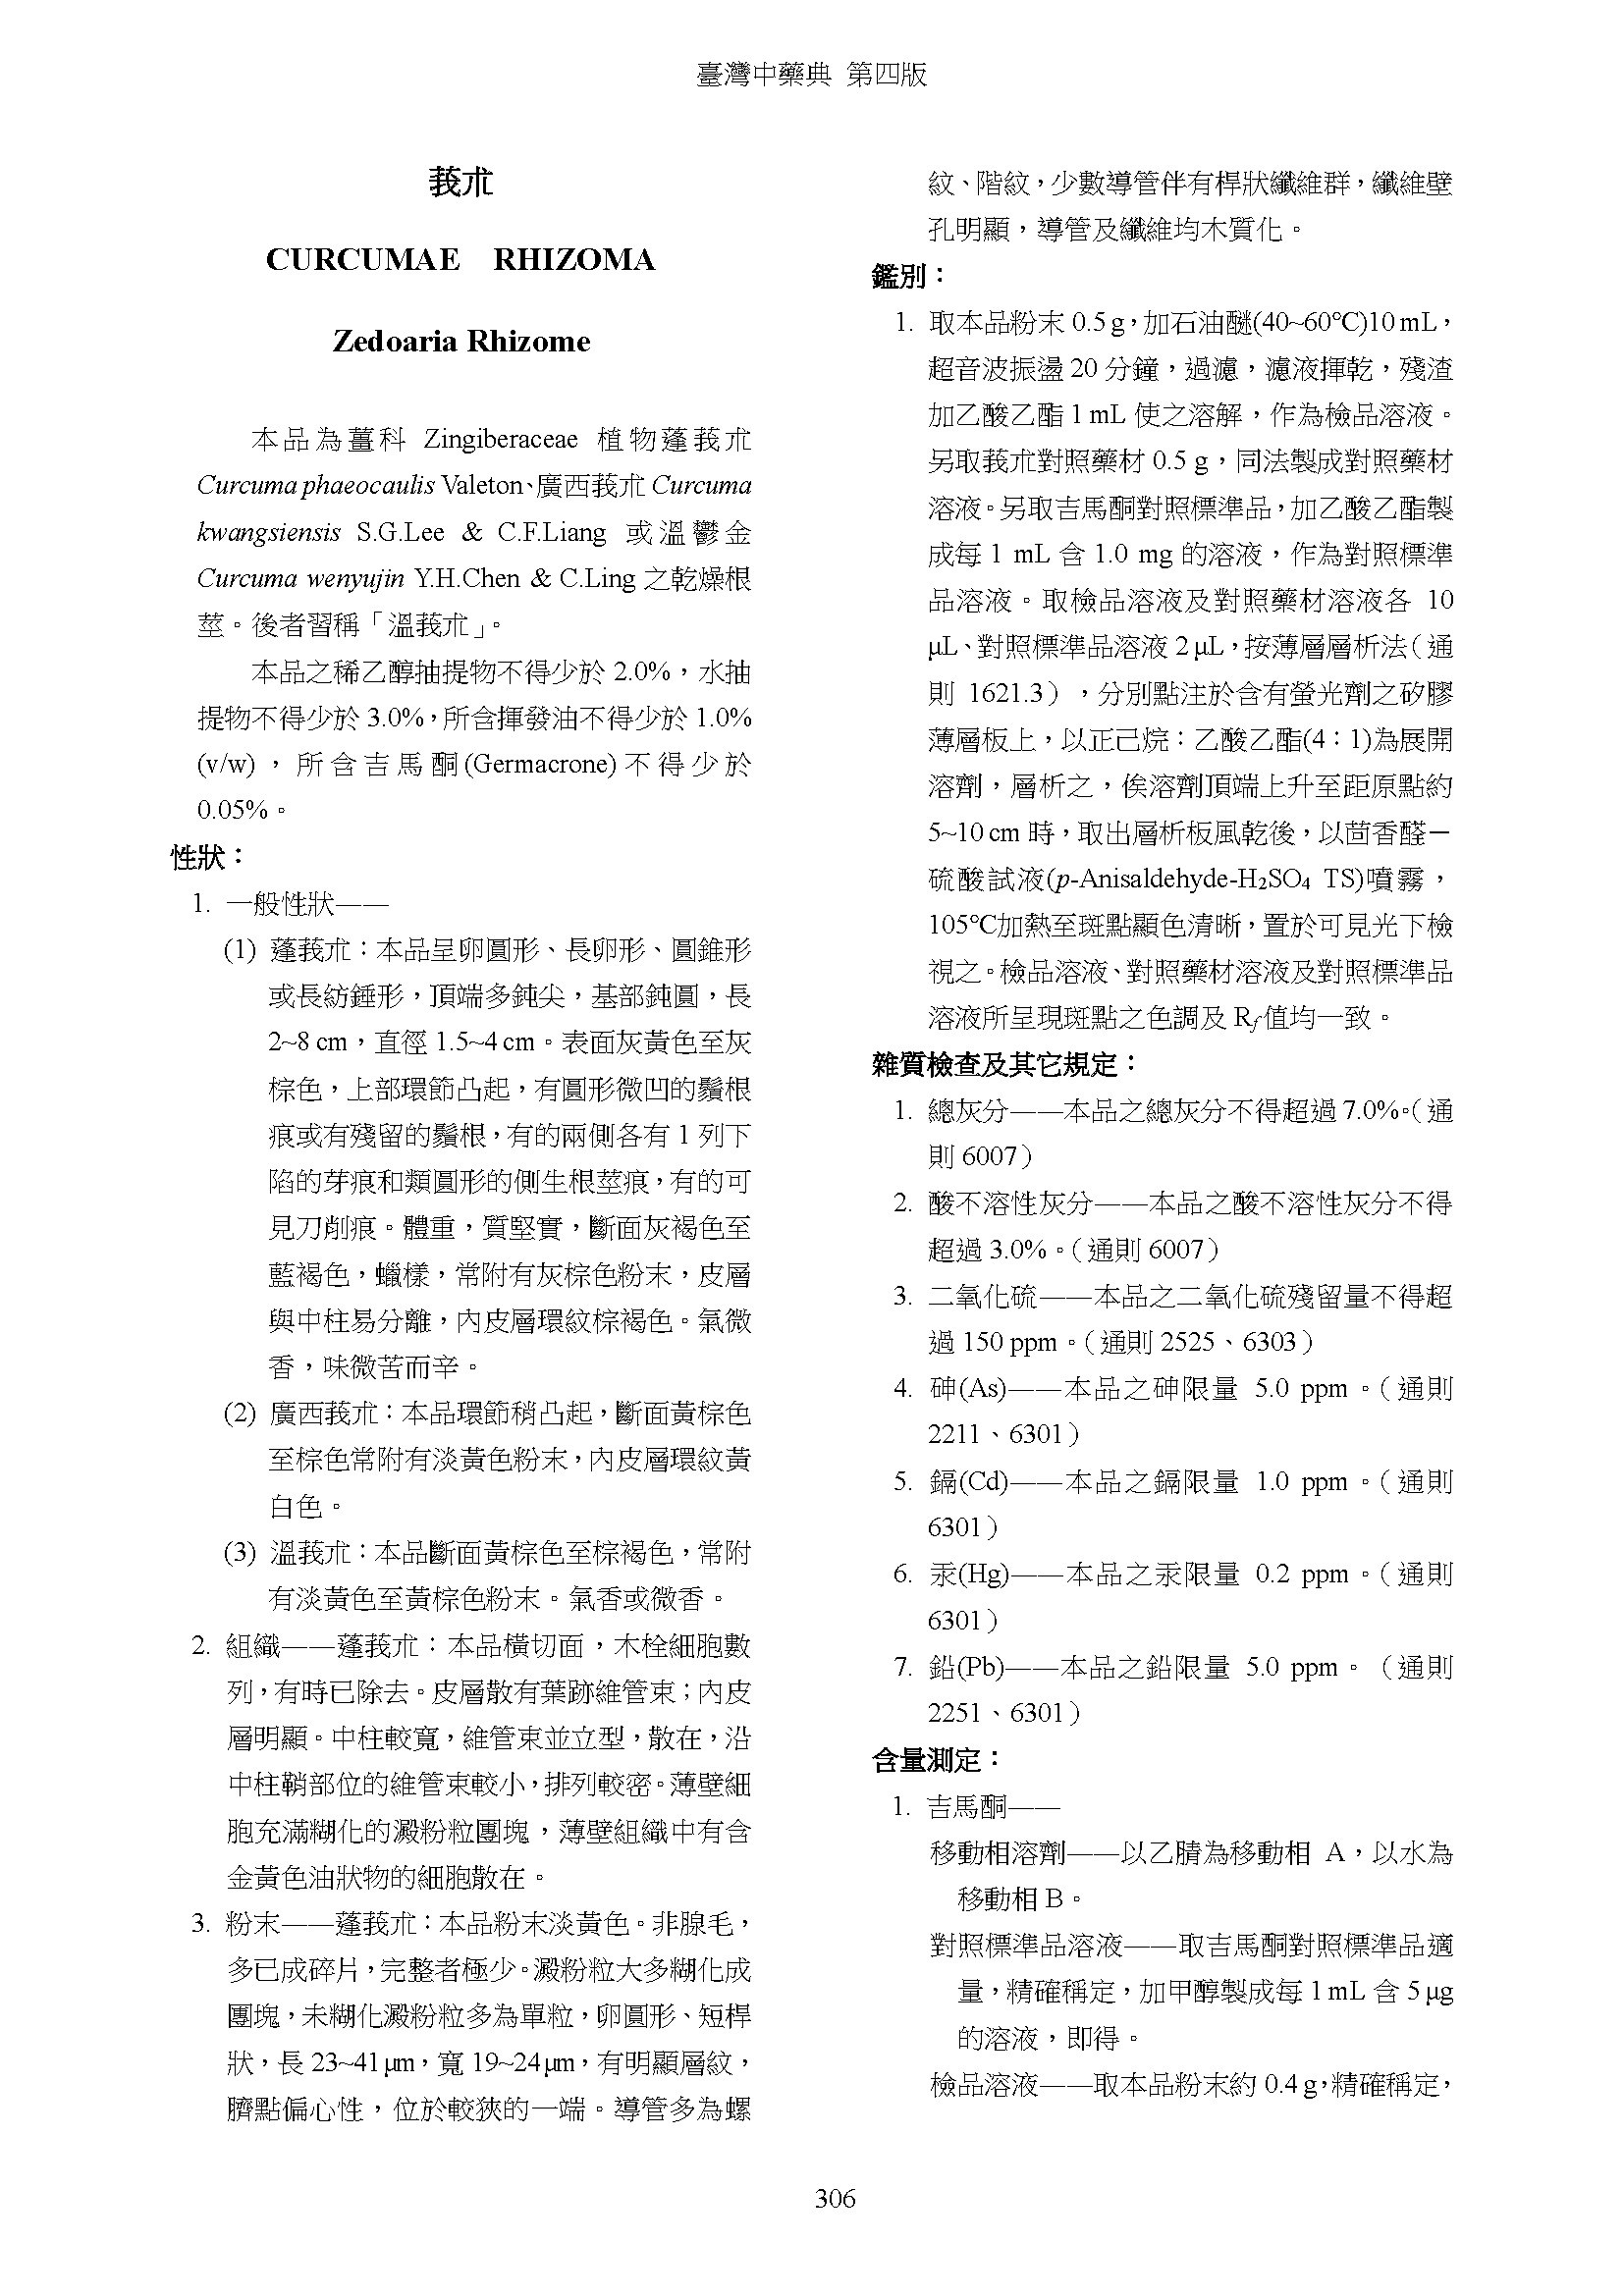 臺灣中藥典 第四版
莪朮
CURCUMAE RHIZOMA
Zedoaria Rhizome
本品為薑科 Zingiberaceae 植物蓬莪朮
Curcuma phaeocaulis Valeton、廣西莪朮 Curcuma
kwangsiensis S.G.Lee & C.F.Liang 或溫鬱金
Curcuma wenyujin Y.H.Chen & C.Ling 之乾燥根
莖。後者習稱「溫莪朮」。
本品之稀乙醇抽提物不得少於 2.0%，水抽
提物不得少於 3.0%，所含揮發油不得少於 1.0%
(v/w)，所含吉馬酮(Germacrone)不得少於
0.05%。
性狀：
1. 一般性狀——
(1) 蓬莪朮：本品呈卵圓形、長卵形、圓錐形
或長紡錘形，頂端多鈍尖，基部鈍圓，長
2~8 cm，直徑 1.5~4 cm。表面灰黃色至灰
棕色，上部環節凸起，有圓形微凹的鬚根
痕或有殘留的鬚根，有的兩側各有 1 列下
陷的芽痕和類圓形的側生根莖痕，有的可
見刀削痕。體重，質堅實，斷面灰褐色至
藍褐色，蠟樣，常附有灰棕色粉末，皮層
與中柱易分離，內皮層環紋棕褐色。氣微
香，味微苦而辛。
(2) 廣西莪朮：本品環節稍凸起，斷面黃棕色
至棕色常附有淡黃色粉末，內皮層環紋黃
白色。
(3) 溫莪朮：本品斷面黃棕色至棕褐色，常附
有淡黃色至黃棕色粉末。氣香或微香。
2. 組織——蓬莪朮：本品橫切面，木栓細胞數
列，有時已除去。皮層散有葉跡維管束；內皮
層明顯。中柱較寬，維管束並立型，散在，沿
中柱鞘部位的維管束較小，排列較密。薄壁細
胞充滿糊化的澱粉粒團塊，薄壁組織中有含
金黃色油狀物的細胞散在。
3. 粉末——蓬莪朮：本品粉末淡黃色。非腺毛，
多已成碎片，完整者極少。澱粉粒大多糊化成
團塊，未糊化澱粉粒多為單粒，卵圓形、短桿
狀，長 23~41 μm，寬 19~24 μm，有明顯層紋，
臍點偏心性，位於較狹的一端。導管多為螺
紋、階紋，少數導管伴有桿狀纖維群，纖維壁
孔明顯，導管及纖維均木質化。
鑑別：
1. 取本品粉末 0.5 g，加石油醚(40~60℃)10 mL，
超音波振盪 20 分鐘，過濾，濾液揮乾，殘渣
加乙酸乙酯 1 mL 使之溶解，作為檢品溶液。
另取莪朮對照藥材 0.5 g，同法製成對照藥材
溶液。另取吉馬酮對照標準品，加乙酸乙酯製
成每 1 mL 含 1.0 mg 的溶液，作為對照標準
品溶液。取檢品溶液及對照藥材溶液各 10
μL、對照標準品溶液 2 μL，按薄層層析法（通
則 1621.3），分別點注於含有螢光劑之矽膠
薄層板上，以正己烷：乙酸乙酯(4：1)為展開
溶劑，層析之，俟溶劑頂端上升至距原點約
5~10 cm 時，取出層析板風乾後，以茴香醛－
硫酸試液(p-Anisaldehyde-H₂SO₄ TS)噴霧，
105℃加熱至斑點顯色清晰，置於可見光下檢
視之。檢品溶液、對照藥材溶液及對照標準品
溶液所呈現斑點之色調及 Rf 值均一致。
雜質檢查及其它規定：
1. 總灰分——本品之總灰分不得超過 7.0%。（通
則 6007）
2. 酸不溶性灰分——本品之酸不溶性灰分不得
超過 3.0%。（通則 6007）
3. 二氧化硫——本品之二氧化硫殘留量不得超
過 150 ppm。（通則 2525、6303）
4. 砷(As)——本品之砷限量 5.0 ppm。（通則
2211、6301）
5. 鎘(Cd)——本品之鎘限量 1.0 ppm。（通則
6301）
6. 汞(Hg)——本品之汞限量 0.2 ppm。（通則
6301）
7. 鉛(Pb)——本品之鉛限量 5.0 ppm。（通則
2251、6301）
含量測定：
1. 吉馬酮——
移動相溶劑——以乙腈為移動相 A，以水為
移動相 B。
對照標準品溶液——取吉馬酮對照標準品適
量，精確稱定，加甲醇製成每 1 mL 含 5 μg
的溶液，即得。
檢品溶液——取本品粉末約 0.4 g，精確稱定，
306